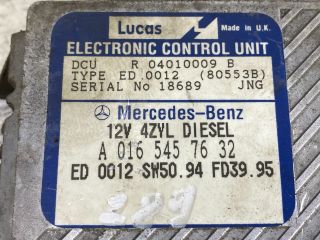 Lucas
Made in U.K.
ELECTRONIC CONTROL UNIT
DCU R 04010009 B
TYPE ED.0012 (80553B)
SERIAL No 18689 JNG
Mercedes-Benz
12V 4ZYL DIESEL
A 016 545 76 32
ED 0012 SW50.94 FD39.95